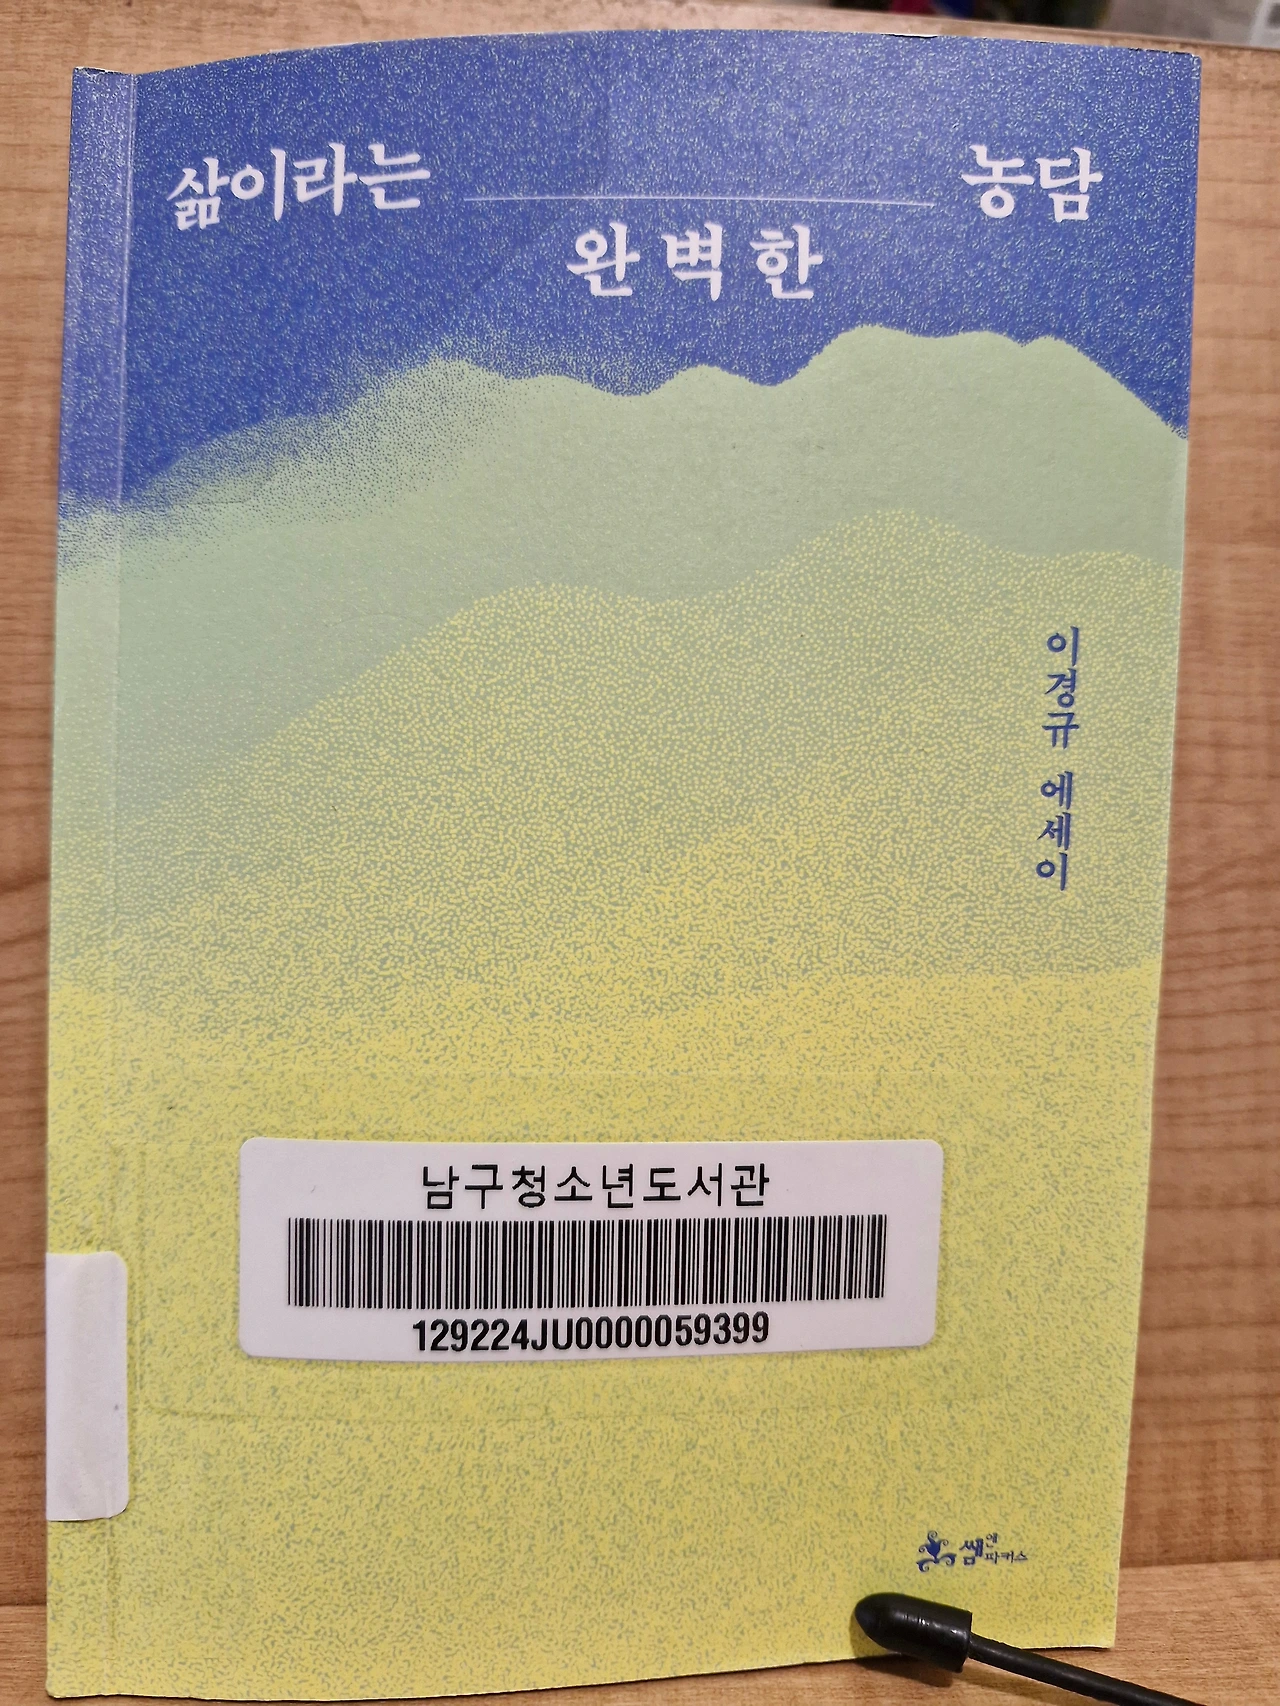 삶이라는 농담
완벽한
이경규 에세이
남구청소년도서관
129224JU0000059399
쌤앤파커스